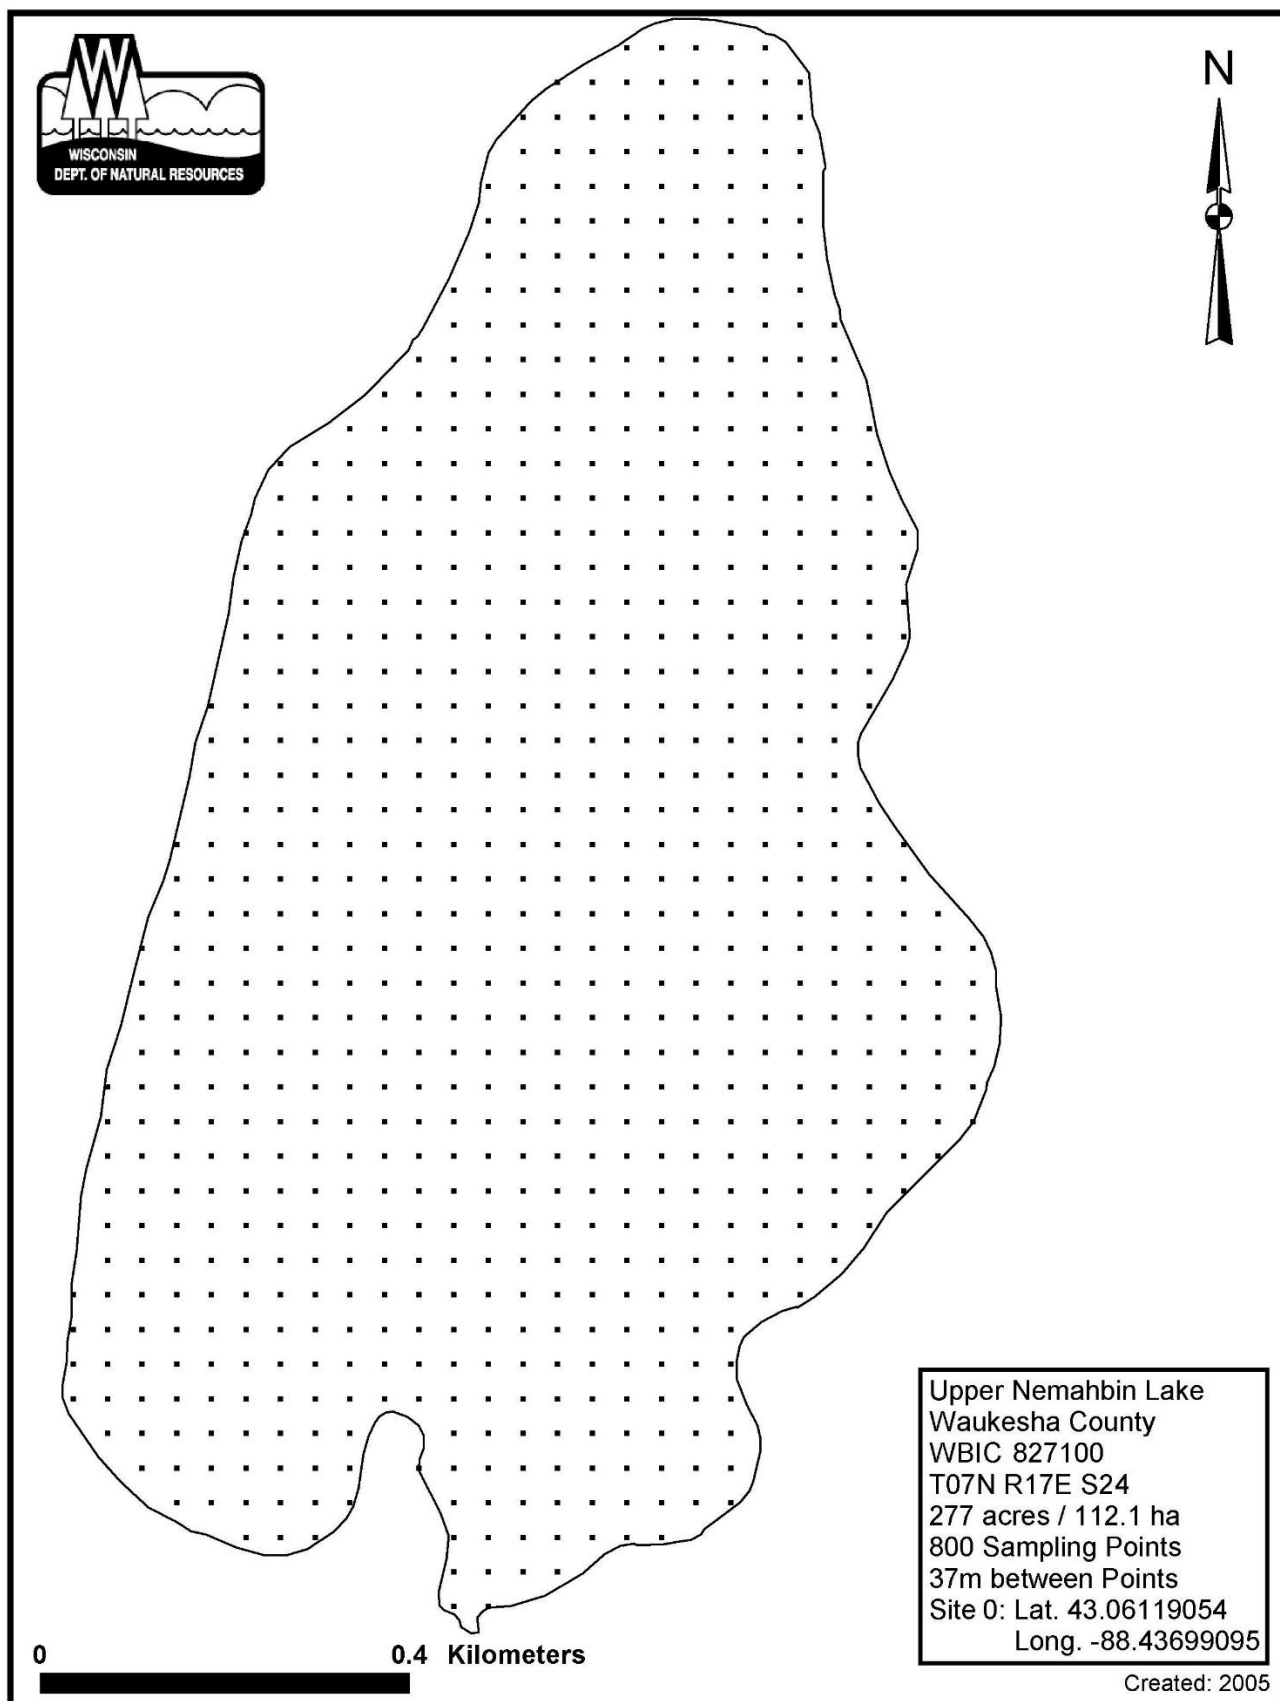 W
WISCONSIN
DEPT. OF NATURAL RESOURCES
N
Upper Nemahbin Lake
Waukesha County
WBIC 827100
T07N R17E S24
277 acres / 112.1 ha
800 Sampling Points
37m between Points
Site 0: Lat. 43.06119054
Long. -88.43699095
0 0.4 Kilometers
Created: 2005